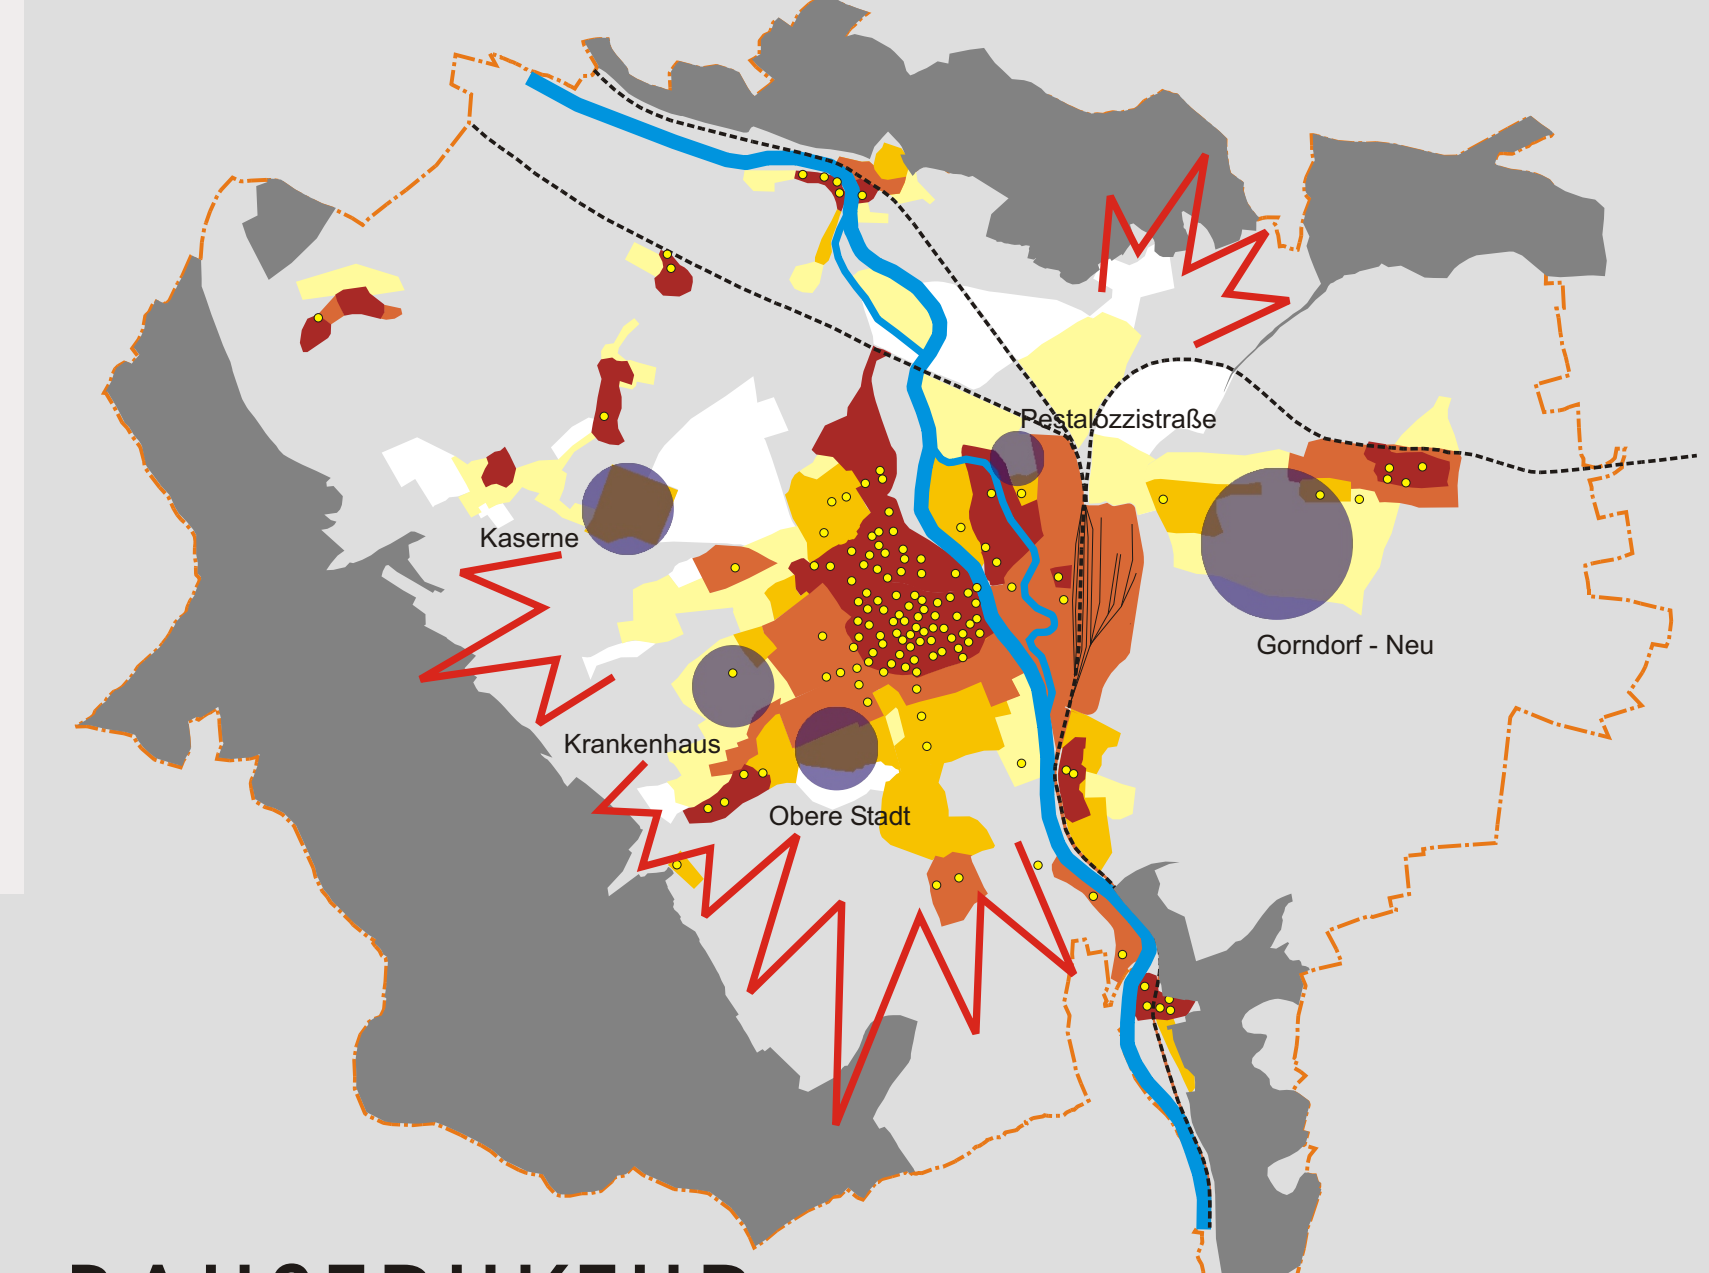 Pestalozzistraße
Kaserne
Gorndorf - Neu
Krankenhaus
Obere Stadt